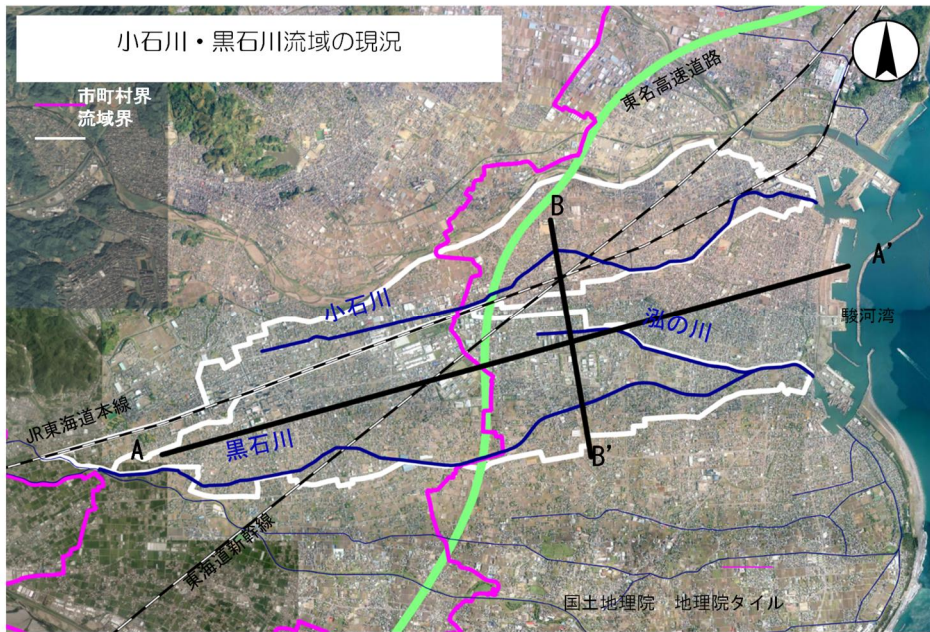 小石川・黒石川流域の現況
市町村界
流域界
東名高速道路
B
A'
小石川
泓の川
駿河湾
JR東海道本線
A
黒石川
B'
東海道新幹線
国土地理院 地理院タイル